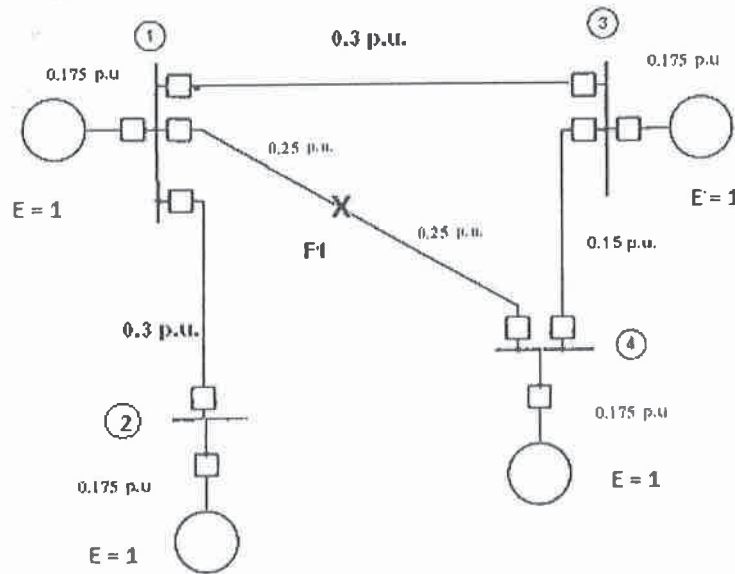 1
0.3 p.u.
3
0.175 p.u
0.175 p.u
0.25 p.u.
E = 1
E = 1
0.25 p.u.
F1
0.15 p.u.
0.3 p.u.
4
2
0.175 p.u
0.175 p.u
E = 1
E = 1